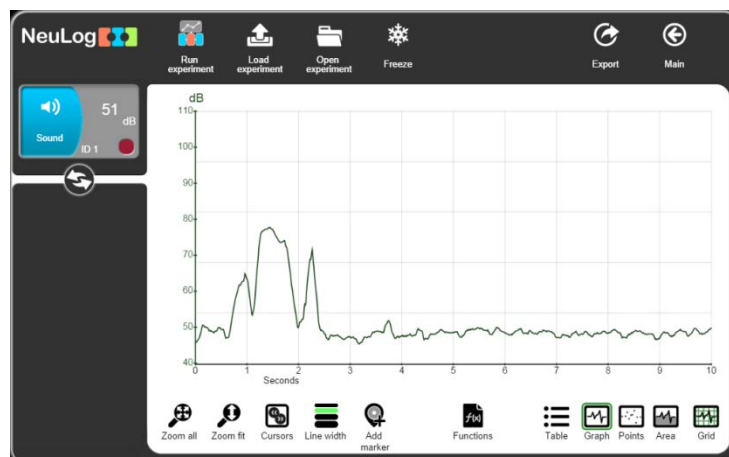 NeuLog
Run
experiment
Load
experiment
Open
experiment
Freeze
Export
Main
Sound
51
dB
ID 1
dB
110
100
90
80
70
60
50
40
0 1 2 3 4 5 6 7 8 9 10
Seconds
Zoom all
Zoom fit
Cursors
Line width
Add
marker
f(x)
Functions
Table
Graph
Points
Area
Grid